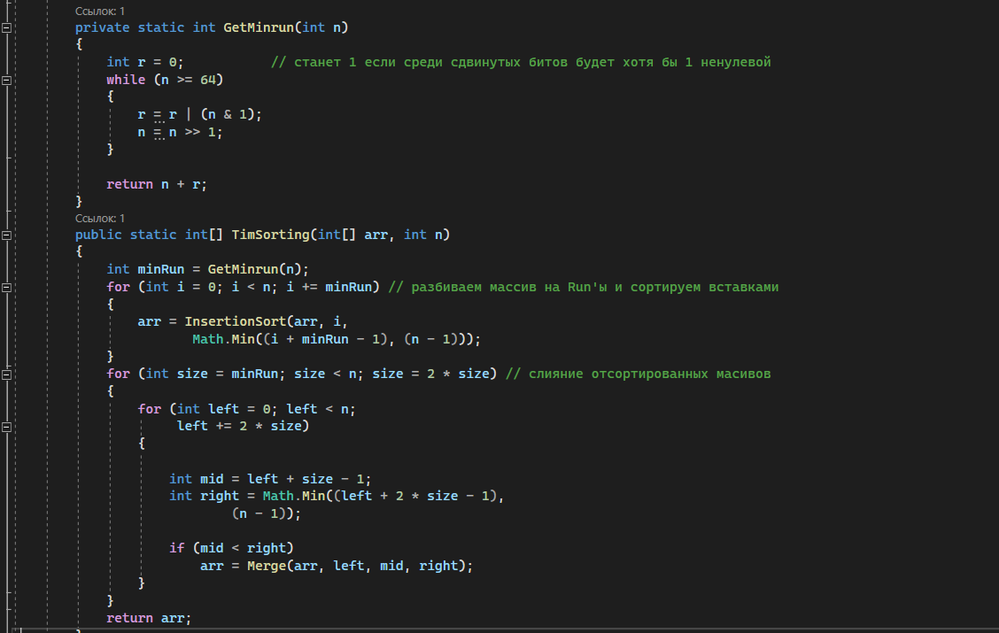 Ссылок: 1
private static int GetMinrun(int n)
{
int r = 0; // станет 1 если среди сдвинутых битов будет хотя бы 1 ненулевой
while (n >= 64)
{
r = r | (n & 1);
n = n >> 1;
}
return n + r;
}
Ссылок: 1
public static int[] TimSorting(int[] arr, int n)
{
int minRun = GetMinrun(n);
for (int i = 0; i < n; i += minRun) // разбиваем массив на Run'ы и сортируем вставками
{
arr = InsertionSort(arr, i,
Math.Min((i + minRun - 1), (n - 1)));
}
for (int size = minRun; size < n; size = 2 * size) // слияние отсортированных масивов
{
for (int left = 0; left < n;
left += 2 * size)
{
int mid = left + size - 1;
int right = Math.Min((left + 2 * size - 1),
(n - 1));
if (mid < right)
arr = Merge(arr, left, mid, right);
}
}
return arr;
}